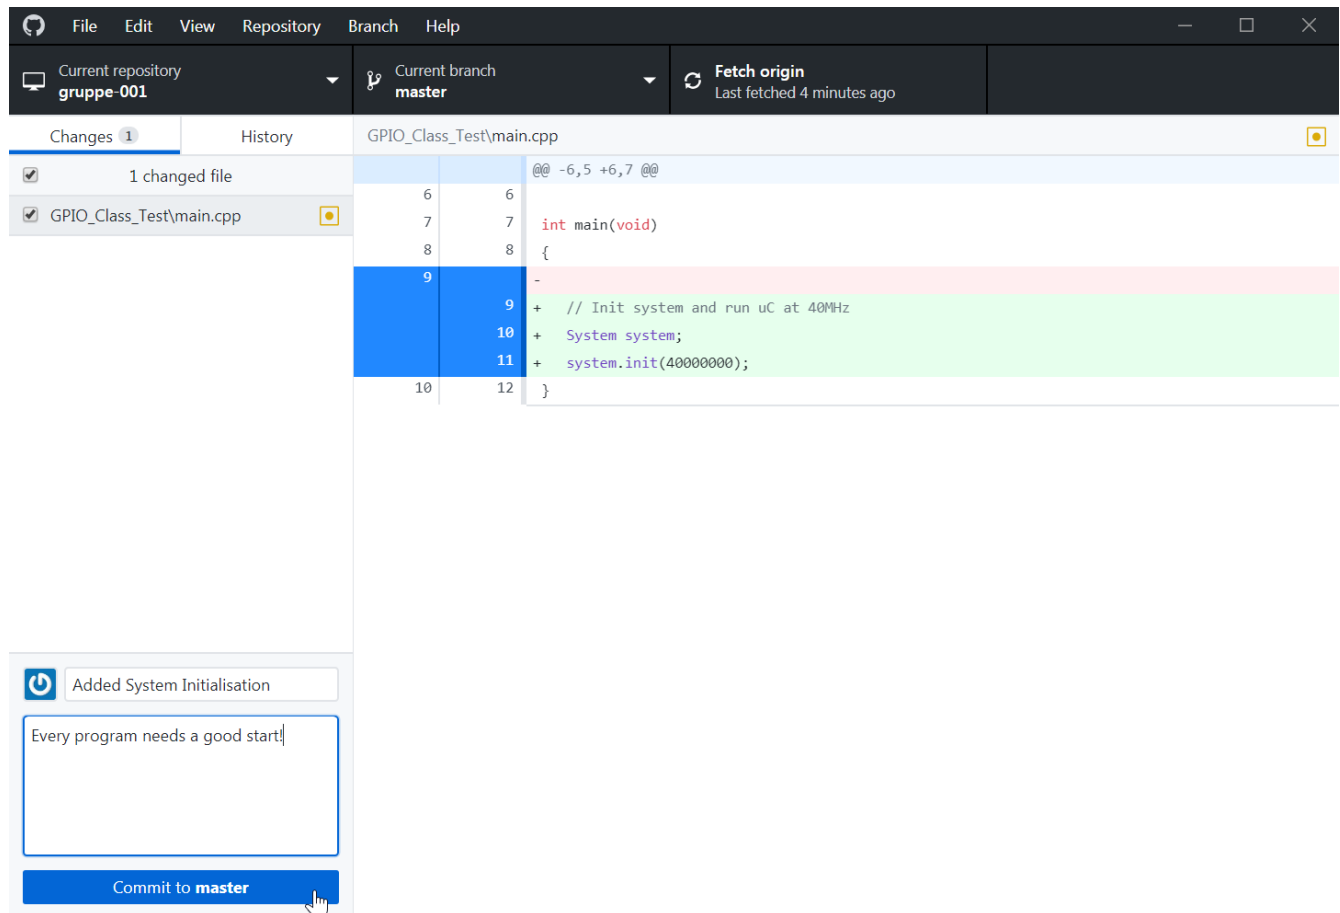 File Edit View Repository Branch Help
Current repository
gruppe-001
Current branch
master
Fetch origin
Last fetched 4 minutes ago
Changes 1 History
GPIO_Class_Test\main.cpp
1 changed file
GPIO_Class_Test\main.cpp
@@ -6,5 +6,7 @@
6 6
7 7 int main(void)
8 8 {
9 -
9 + // Init system and run uC at 40MHz
10 + System system;
11 + system.init(40000000);
10 12 }
Added System Initialisation
Every program needs a good start!
Commit to master